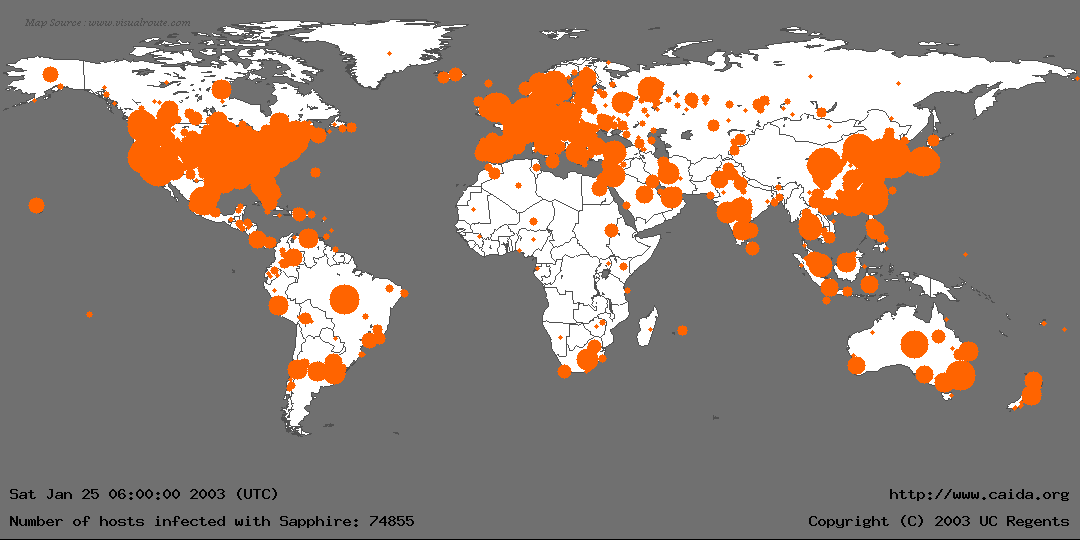 Map Source : www.visualroute.com
Sat Jan 25 06:00:00 2003 (UTC)
http://www.caida.org
Number of hosts infected with Sapphire: 74855
Copyright (C) 2003 UC Regents